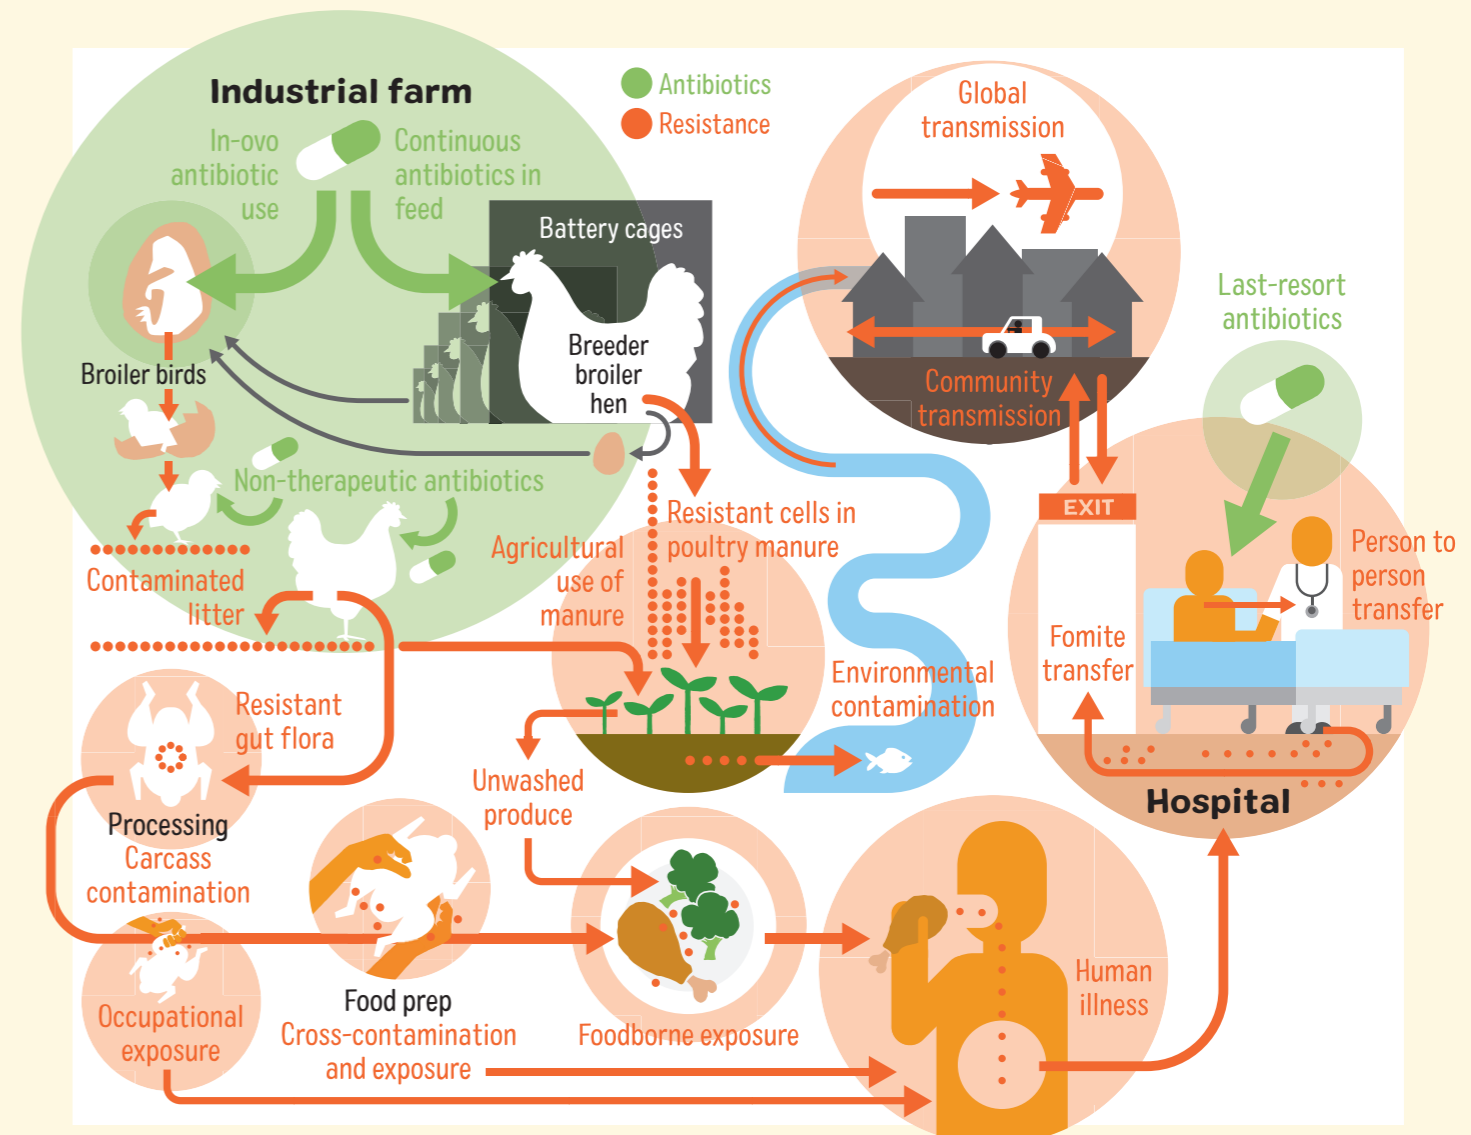 Industrial farm
In-ovo
antibiotic
use
Continuous
antibiotics in
feed
Antibiotics
Resistance
Global
transmission
Battery cages
Breeder
broiler
hen
Broiler birds
Non-therapeutic antibiotics
Contaminated
litter
Community
transmission
Last-resort
antibiotics
EXIT
Resistant cells in
poultry manure
Agricultural
use of
manure
Person to
person
transfer
Fomite
transfer
Environmental
contamination
Resistant
gut flora
Unwashed
produce
Hospital
Processing
Carcass
contamination
Occupational
exposure
Food prep
Cross-contamination
and exposure
Foodborne exposure
Human
illness